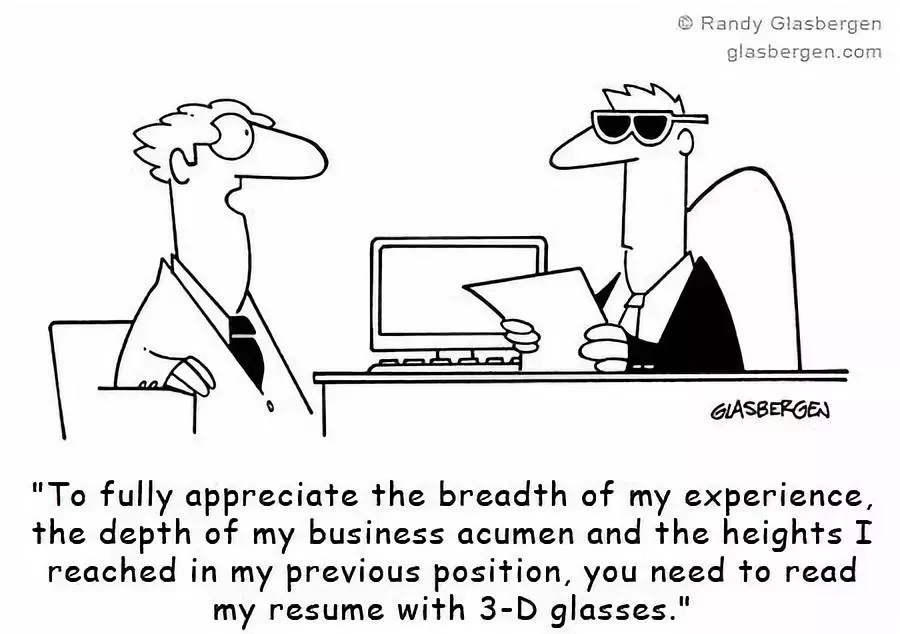 © Randy Glasbergen
glasbergen.com
GLASBERGEN
"To fully appreciate the breadth of my experience,
the depth of my business acumen and the heights I
reached in my previous position, you need to read
my resume with 3-D glasses."